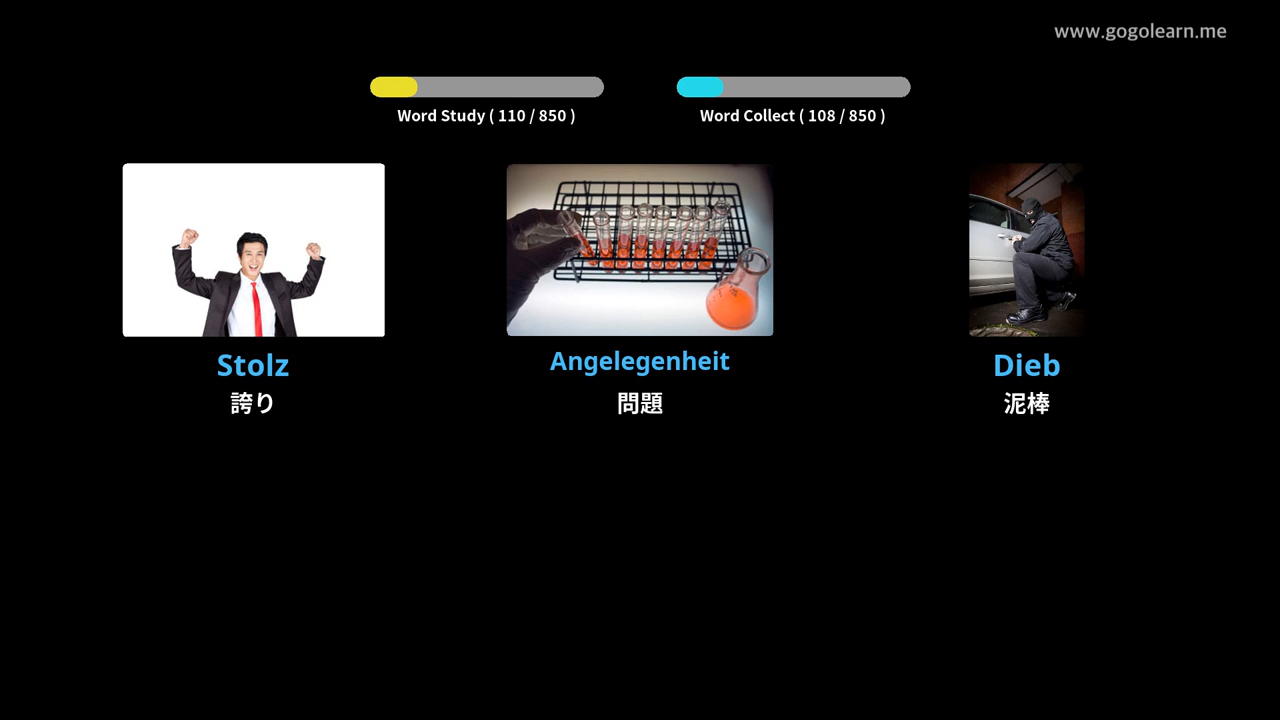 www.gogolearn.me
Word Study ( 110 / 850 )
Word Collect ( 108 / 850 )
Stolz
誇り
Angelegenheit
問題
Dieb
泥棒